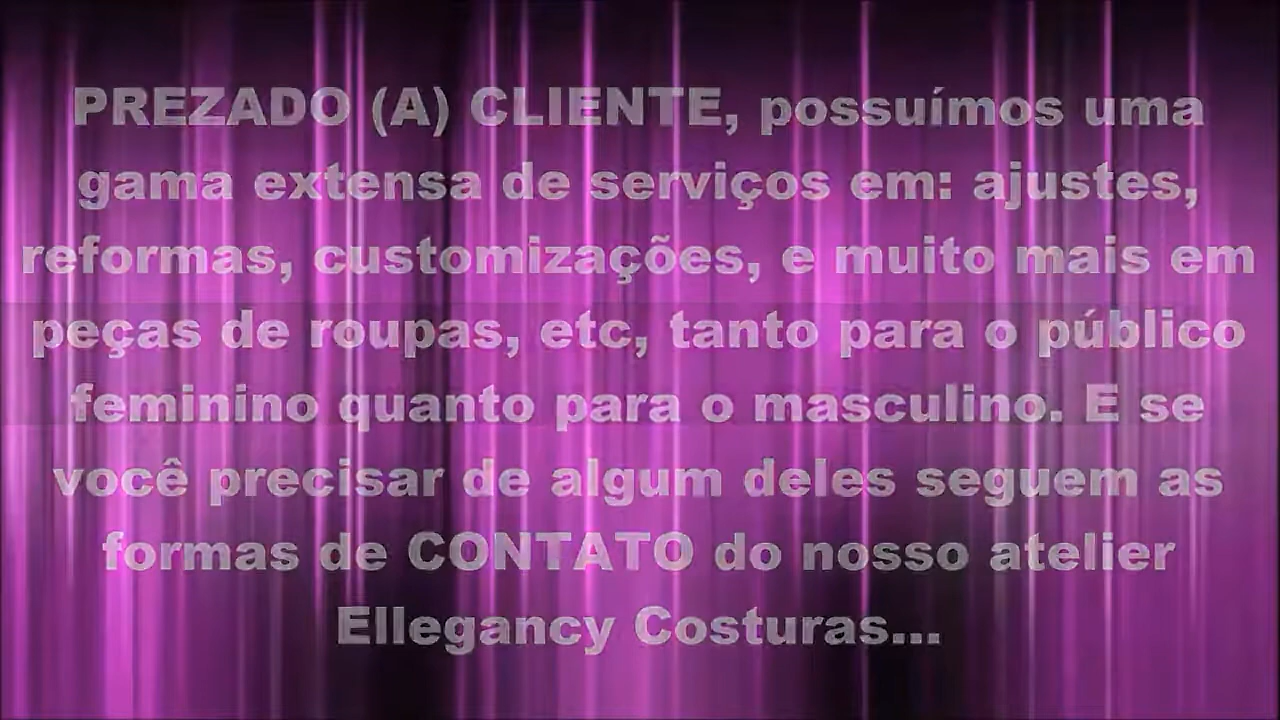 PREZADO (A) CLIENTE, possuímos uma
gama extensa de serviços em: ajustes,
reformas, customizações, e muito mais em
peças de roupas, etc, tanto para o público
feminino quanto para o masculino. E se
você precisar de algum deles seguem as
formas de CONTATO do nosso atelier
Ellegancy Costuras...